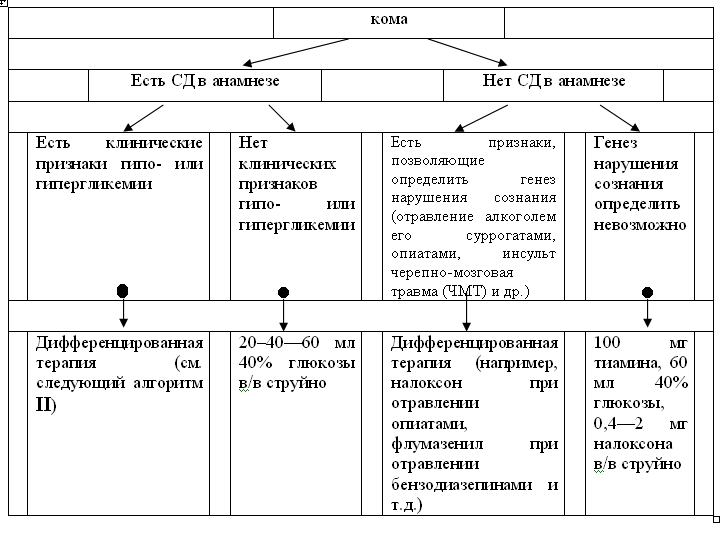 кома
Есть СД в анамнезе
Нет СД в анамнезе
Есть клинические
признаки гипо- или
гипергликемии
Нет
клинических
признаков
гипо- или
гипергликемии
Есть признаки,
позволяющие
определить генез
нарушения сознания
(отравление алкоголем
его суррогатами,
опиатами, инсульт
черепно-мозговая
травма (ЧМТ) и др.)
Генез
нарушения
сознания
определить
невозможно
Дифференцированная
терапия (см.
следующий алгоритм
II)
20–40—60 мл
40% глюкозы
в/в струйно
Дифференцированная
терапия (например,
налоксон при
отравлении
опиатами,
флумазенил при
отравлении
бензодиазепинами и
т.д.)
100 мг
тиамина, 60
мл 40%
глюкозы,
0,4—2 мг
налоксона
в/в струйно